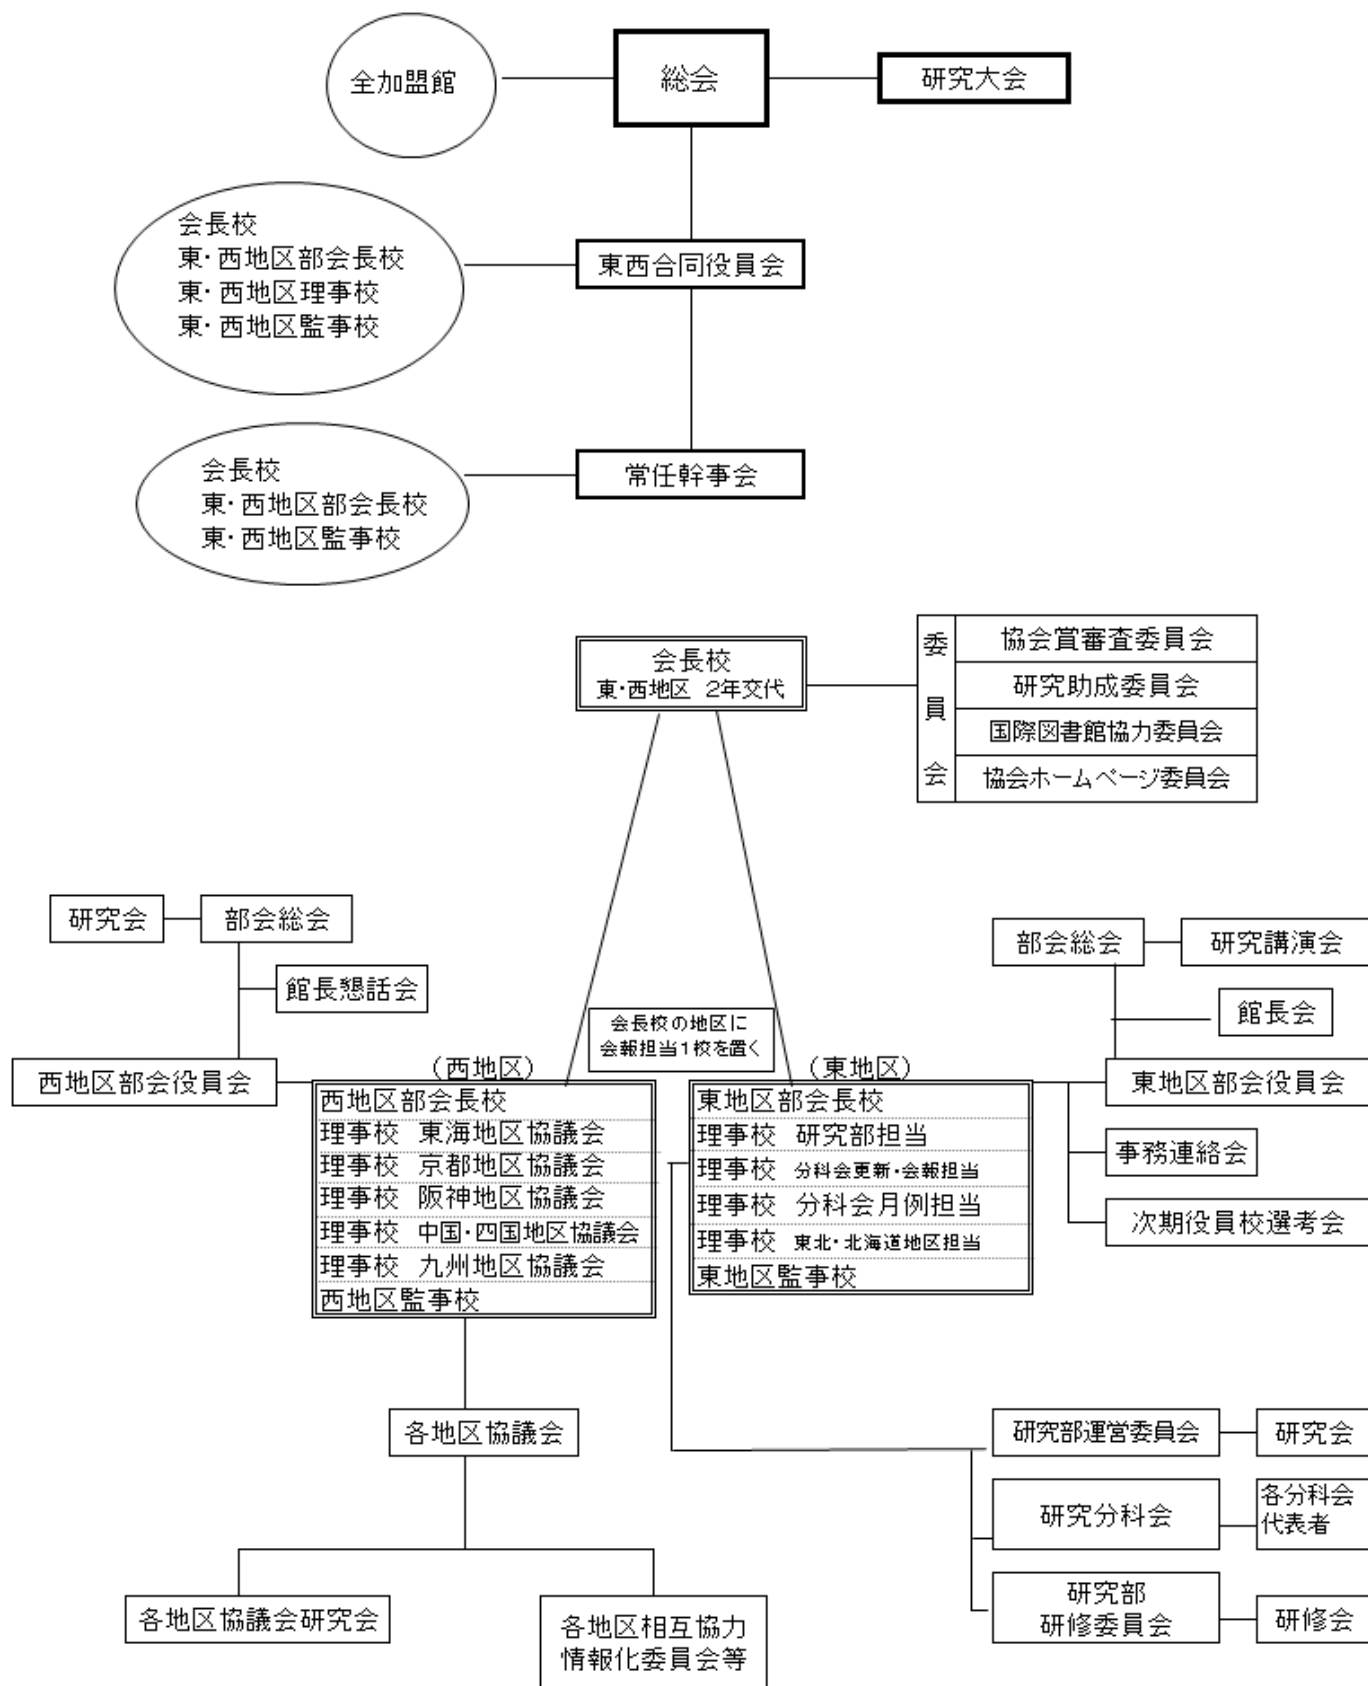 全加盟館
総会
研究大会
会長校
東・西地区部会長校
東・西地区理事校
東・西地区監事校
東西合同役員会
会長校
東・西地区部会長校
東・西地区監事校
常任幹事会
会長校
東・西地区 2年交代
委員会
協会賞審査委員会
研究助成委員会
国際図書館協力委員会
協会ホームページ委員会
研究会
部会総会
館長懇話会
西地区部会役員会
部会総会
研究講演会
館長会
東地区部会役員会
事務連絡会
次期役員校選考会
会長校の地区に
会報担当1校を置く
(西地区)
西地区部会長校
理事校 東海地区協議会
理事校 京都地区協議会
理事校 阪神地区協議会
理事校 中国・四国地区協議会
理事校 九州地区協議会
西地区監事校
(東地区)
東地区部会長校
理事校 研究部担当
理事校 分科会更新・会報担当
理事校 分科会月例担当
理事校 東北・北海道地区担当
東地区監事校
各地区協議会
各地区協議会研究会
各地区相互協力
情報化委員会等
研究部運営委員会
研究会
研究分科会
各分科会
代表者
研究部
研修委員会
研修会